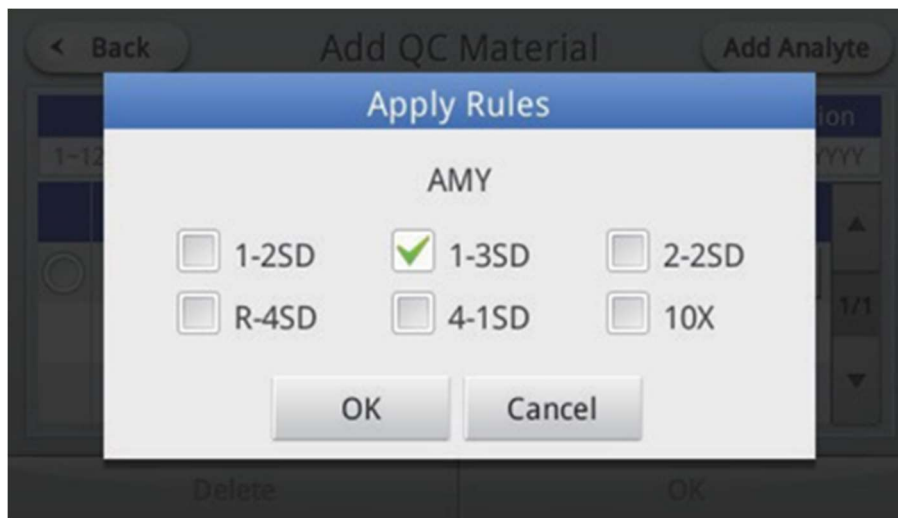 < Back Add QC Material Add Analyte
Apply Rules
AMY
1-2SD 1-3SD 2-2SD
R-4SD 4-1SD 10X
1/1
OK Cancel
Delete OK